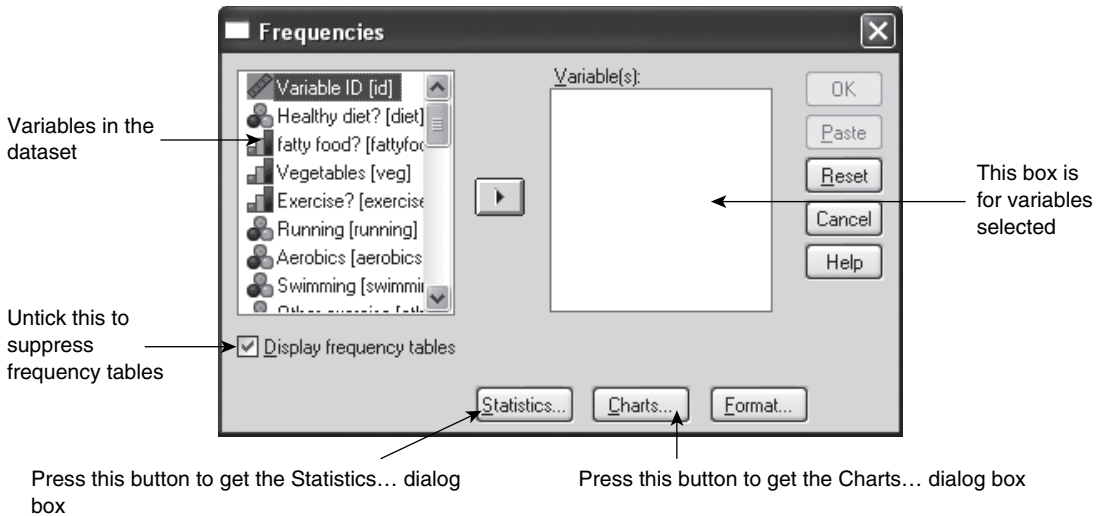 Frequencies
Variables in the
dataset
Variable ID [id]
Healthy diet? [diet]
fatty food? [fattyfoo
Vegetables [veg]
Exercise? [exercise
Running [running]
Aerobics [aerobics
Swimming [swimmi
Variable(s):
OK
Paste
Reset
Cancel
Help
This box is
for variables
selected
Untick this to
suppress
frequency tables
Display frequency tables
Statistics...
Charts...
Format...
Press this button to get the Statistics… dialog
box
Press this button to get the Charts… dialog box